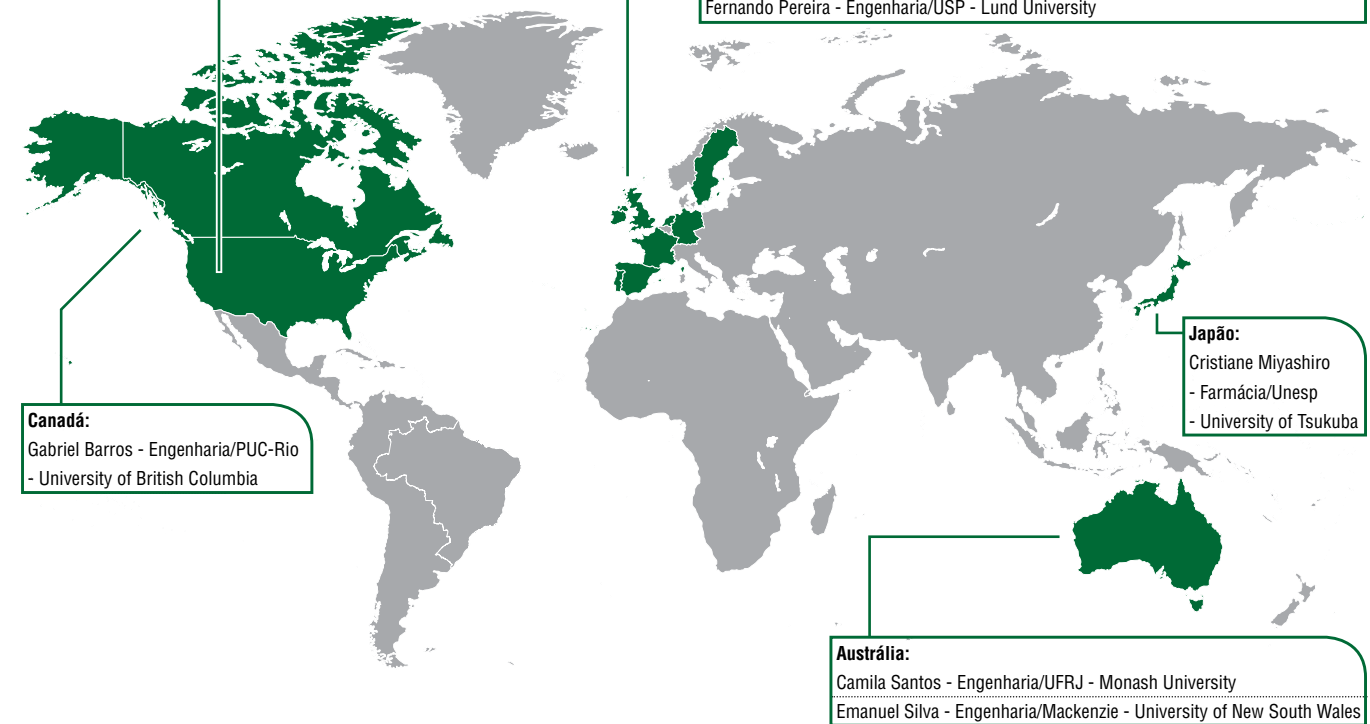 Fernando Pereira - Engenharia/USP - Lund University
Japão:
Cristiane Miyashiro
- Farmácia/Unesp
- University of Tsukuba
Canadá:
Gabriel Barros - Engenharia/PUC-Rio
- University of British Columbia
Austrália:
Camila Santos - Engenharia/UFRJ - Monash University
Emanuel Silva - Engenharia/Mackenzie - University of New South Wales